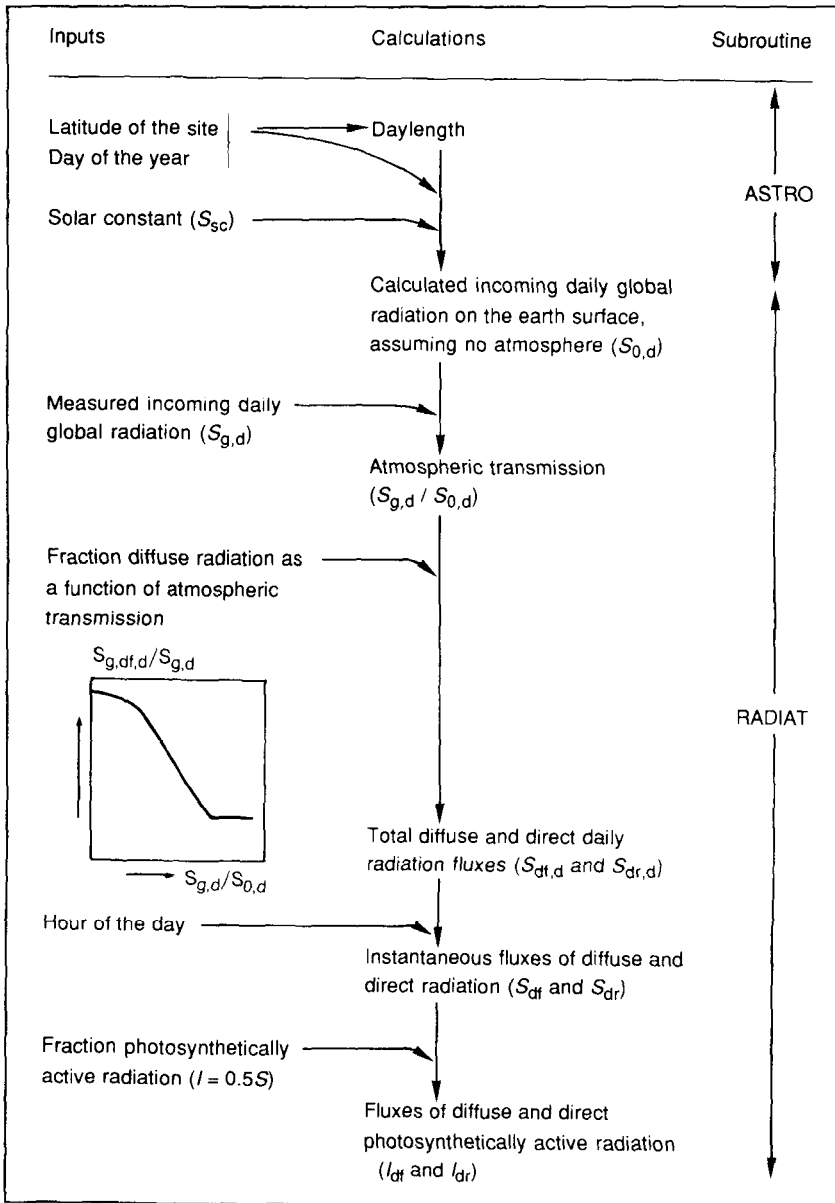 Inputs Calculations Subroutine
Latitude of the site
Day of the year
Daylength
Solar constant (S_sc)
ASTRO
Calculated incoming daily global
radiation on the earth surface,
assuming no atmosphere (S_0,d)
Measured incoming daily
global radiation (S_g,d)
Atmospheric transmission
(S_g,d / S_0,d)
Fraction diffuse radiation as
a function of atmospheric
transmission
S_g,df,d/S_g,d
S_g,d/S_0,d
RADIAT
Total diffuse and direct daily
radiation fluxes (S_df,d and S_dr,d)
Hour of the day
Instantaneous fluxes of diffuse and
direct radiation (S_df and S_dr)
Fraction photosynthetically
active radiation (I = 0.5S)
Fluxes of diffuse and direct
photosynthetically active radiation
(I_df and I_dr)